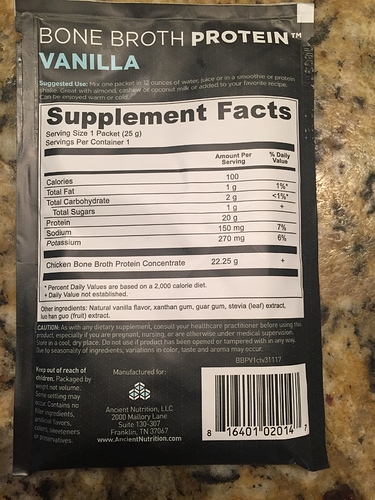 BONE BROTH PROTEIN™
VANILLA
Suggested Use: Mix one packet in 12 ounces of water, juice or in a smoothie or protein
shake. Great with almond, cashew or coconut milk or added to your favorite recipe.
Can be enjoyed warm or cold.
Supplement Facts
Serving Size 1 Packet (25 g)
Servings Per Container 1
Amount Per Serving % Daily Value
Calories 100
Total Fat 1 g 1%*
Total Carbohydrate 2 g <1%*
Total Sugars 1 g +
Protein 20 g
Sodium 150 mg 7%
Potassium 270 mg 6%
Chicken Bone Broth Protein Concentrate 22.25 g +
* Percent Daily Values are based on a 2,000 calorie diet.
+ Daily Value not established.
Other ingredients: Natural vanilla flavor, xanthan gum, guar gum, stevia (leaf) extract,
luo han guo (fruit) extract.
CAUTION: As with any dietary supplement, consult your healthcare practitioner before using this
product, especially if you are pregnant, nursing, or are otherwise under medical supervision.
Store in a cool, dry place. Do not use if product has been opened or tampered with in any way.
Due to seasonality of ingredients, variations in color, taste and aroma may occur.
BBPV1ctv31117
Keep out of reach of
children. Packaged by
weight not volume.
Some settling may
occur. Contains no
filler ingredients,
artificial flavors,
colors, sweeteners
or preservatives.
Manufactured for:
Ancient Nutrition, LLC
2000 Mallory Lane
Suite 130-307
Franklin, TN 37067
www.AncientNutrition.com
8 16401 02014 7